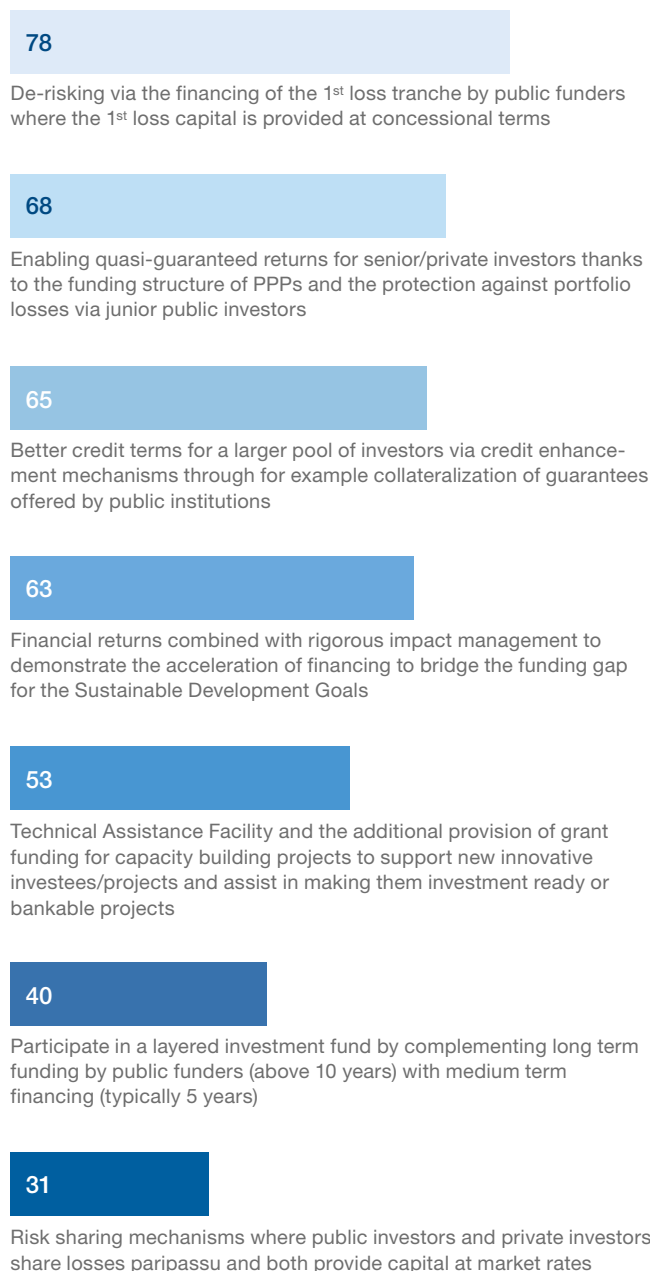 78
De-risking via the financing of the 1st loss tranche by public funders
where the 1st loss capital is provided at concessional terms
68
Enabling quasi-guaranteed returns for senior/private investors thanks
to the funding structure of PPPs and the protection against portfolio
losses via junior public investors
65
Better credit terms for a larger pool of investors via credit enhance-
ment mechanisms through for example collateralization of guarantees
offered by public institutions
63
Financial returns combined with rigorous impact management to
demonstrate the acceleration of financing to bridge the funding gap
for the Sustainable Development Goals
53
Technical Assistance Facility and the additional provision of grant
funding for capacity building projects to support new innovative
investees/projects and assist in making them investment ready or
bankable projects
40
Participate in a layered investment fund by complementing long term
funding by public funders (above 10 years) with medium term
financing (typically 5 years)
31
Risk sharing mechanisms where public investors and private investors
share losses paripassu and both provide capital at market rates